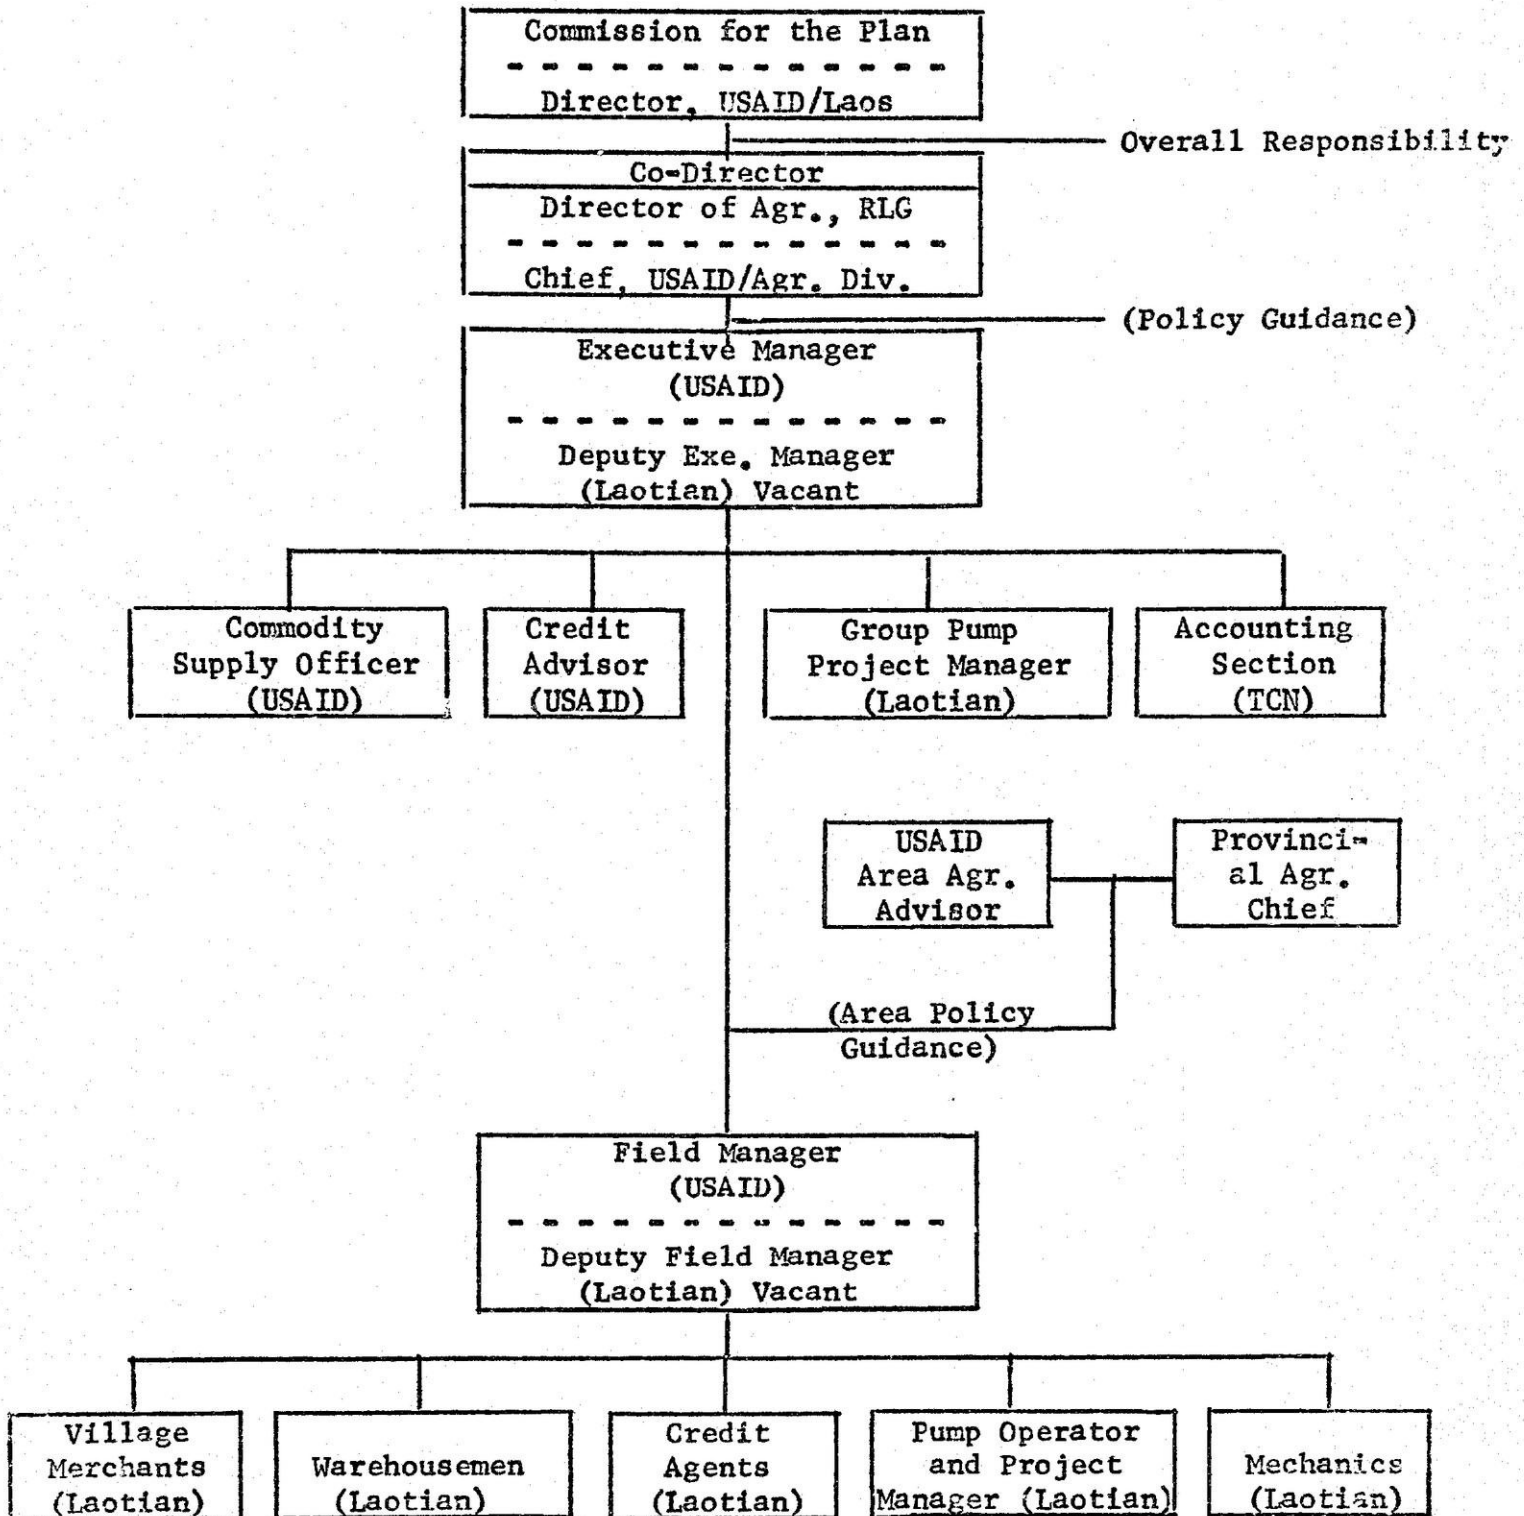 Commission for the Plan
Director, USAID/Laos
Overall Responsibility
Co-Director
Director of Agr., RLG
Chief, USAID/Agr. Div.
(Policy Guidance)
Executive Manager
(USAID)
Deputy Exe. Manager
(Laotian) Vacant
Commodity
Supply Officer
(USAID)
Credit
Advisor
(USAID)
Group Pump
Project Manager
(Laotian)
Accounting
Section
(TCN)
USAID
Area Agr.
Advisor
Provinci-
al Agr.
Chief
(Area Policy
Guidance)
Field Manager
(USAID)
Deputy Field Manager
(Laotian) Vacant
Village
Merchants
(Laotian)
Warehousemen
(Laotian)
Credit
Agents
(Laotian)
Pump Operator
and Project
Manager (Laotian)
Mechanics
(Laotian)